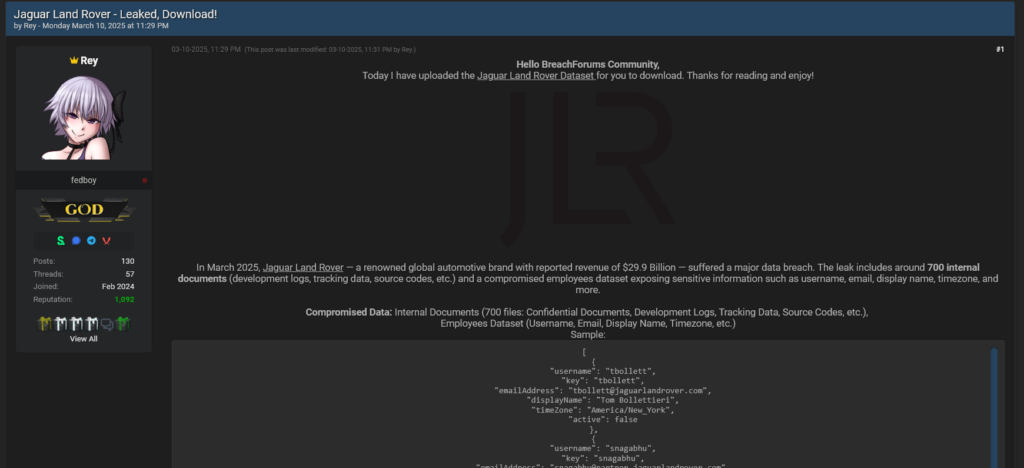 Jaguar Land Rover - Leaked, Download!
by Rey - Monday March 10, 2025 at 11:29 PM
03-10-2025, 11:29 PM (This post was last modified: 03-10-2025, 11:31 PM by Rey.)
#1
Rey
fedboy
GOD
Posts: 130
Threads: 57
Joined: Feb 2024
Reputation: 1,092
View All
Hello BreachForums Community,
Today I have uploaded the Jaguar Land Rover Dataset for you to download. Thanks for reading and enjoy!
JLR
In March 2025, Jaguar Land Rover — a renowned global automotive brand with reported revenue of $29.9 Billion — suffered a major data breach. The leak includes around 700 internal
documents (development logs, tracking data, source codes, etc.) and a compromised employees dataset exposing sensitive information such as username, email, display name, timezone, and
more.
Compromised Data: Internal Documents (700 files: Confidential Documents, Development Logs, Tracking Data, Source Codes, etc.),
Employees Dataset (Username, Email, Display Name, Timezone, etc.)
Sample:
[
{
"username": "tbollett",
"key": "tbollett",
"emailAddress": "tbollett@jaguarlandrover.com",
"displayName": "Tom Bollettieri",
"timeZone": "America/New_York",
"active": false
},
{
"username": "snagabhu",
"key": "snagabhu",
"emailAddress": "snagabhu@partner.jaguarlandrover.com"